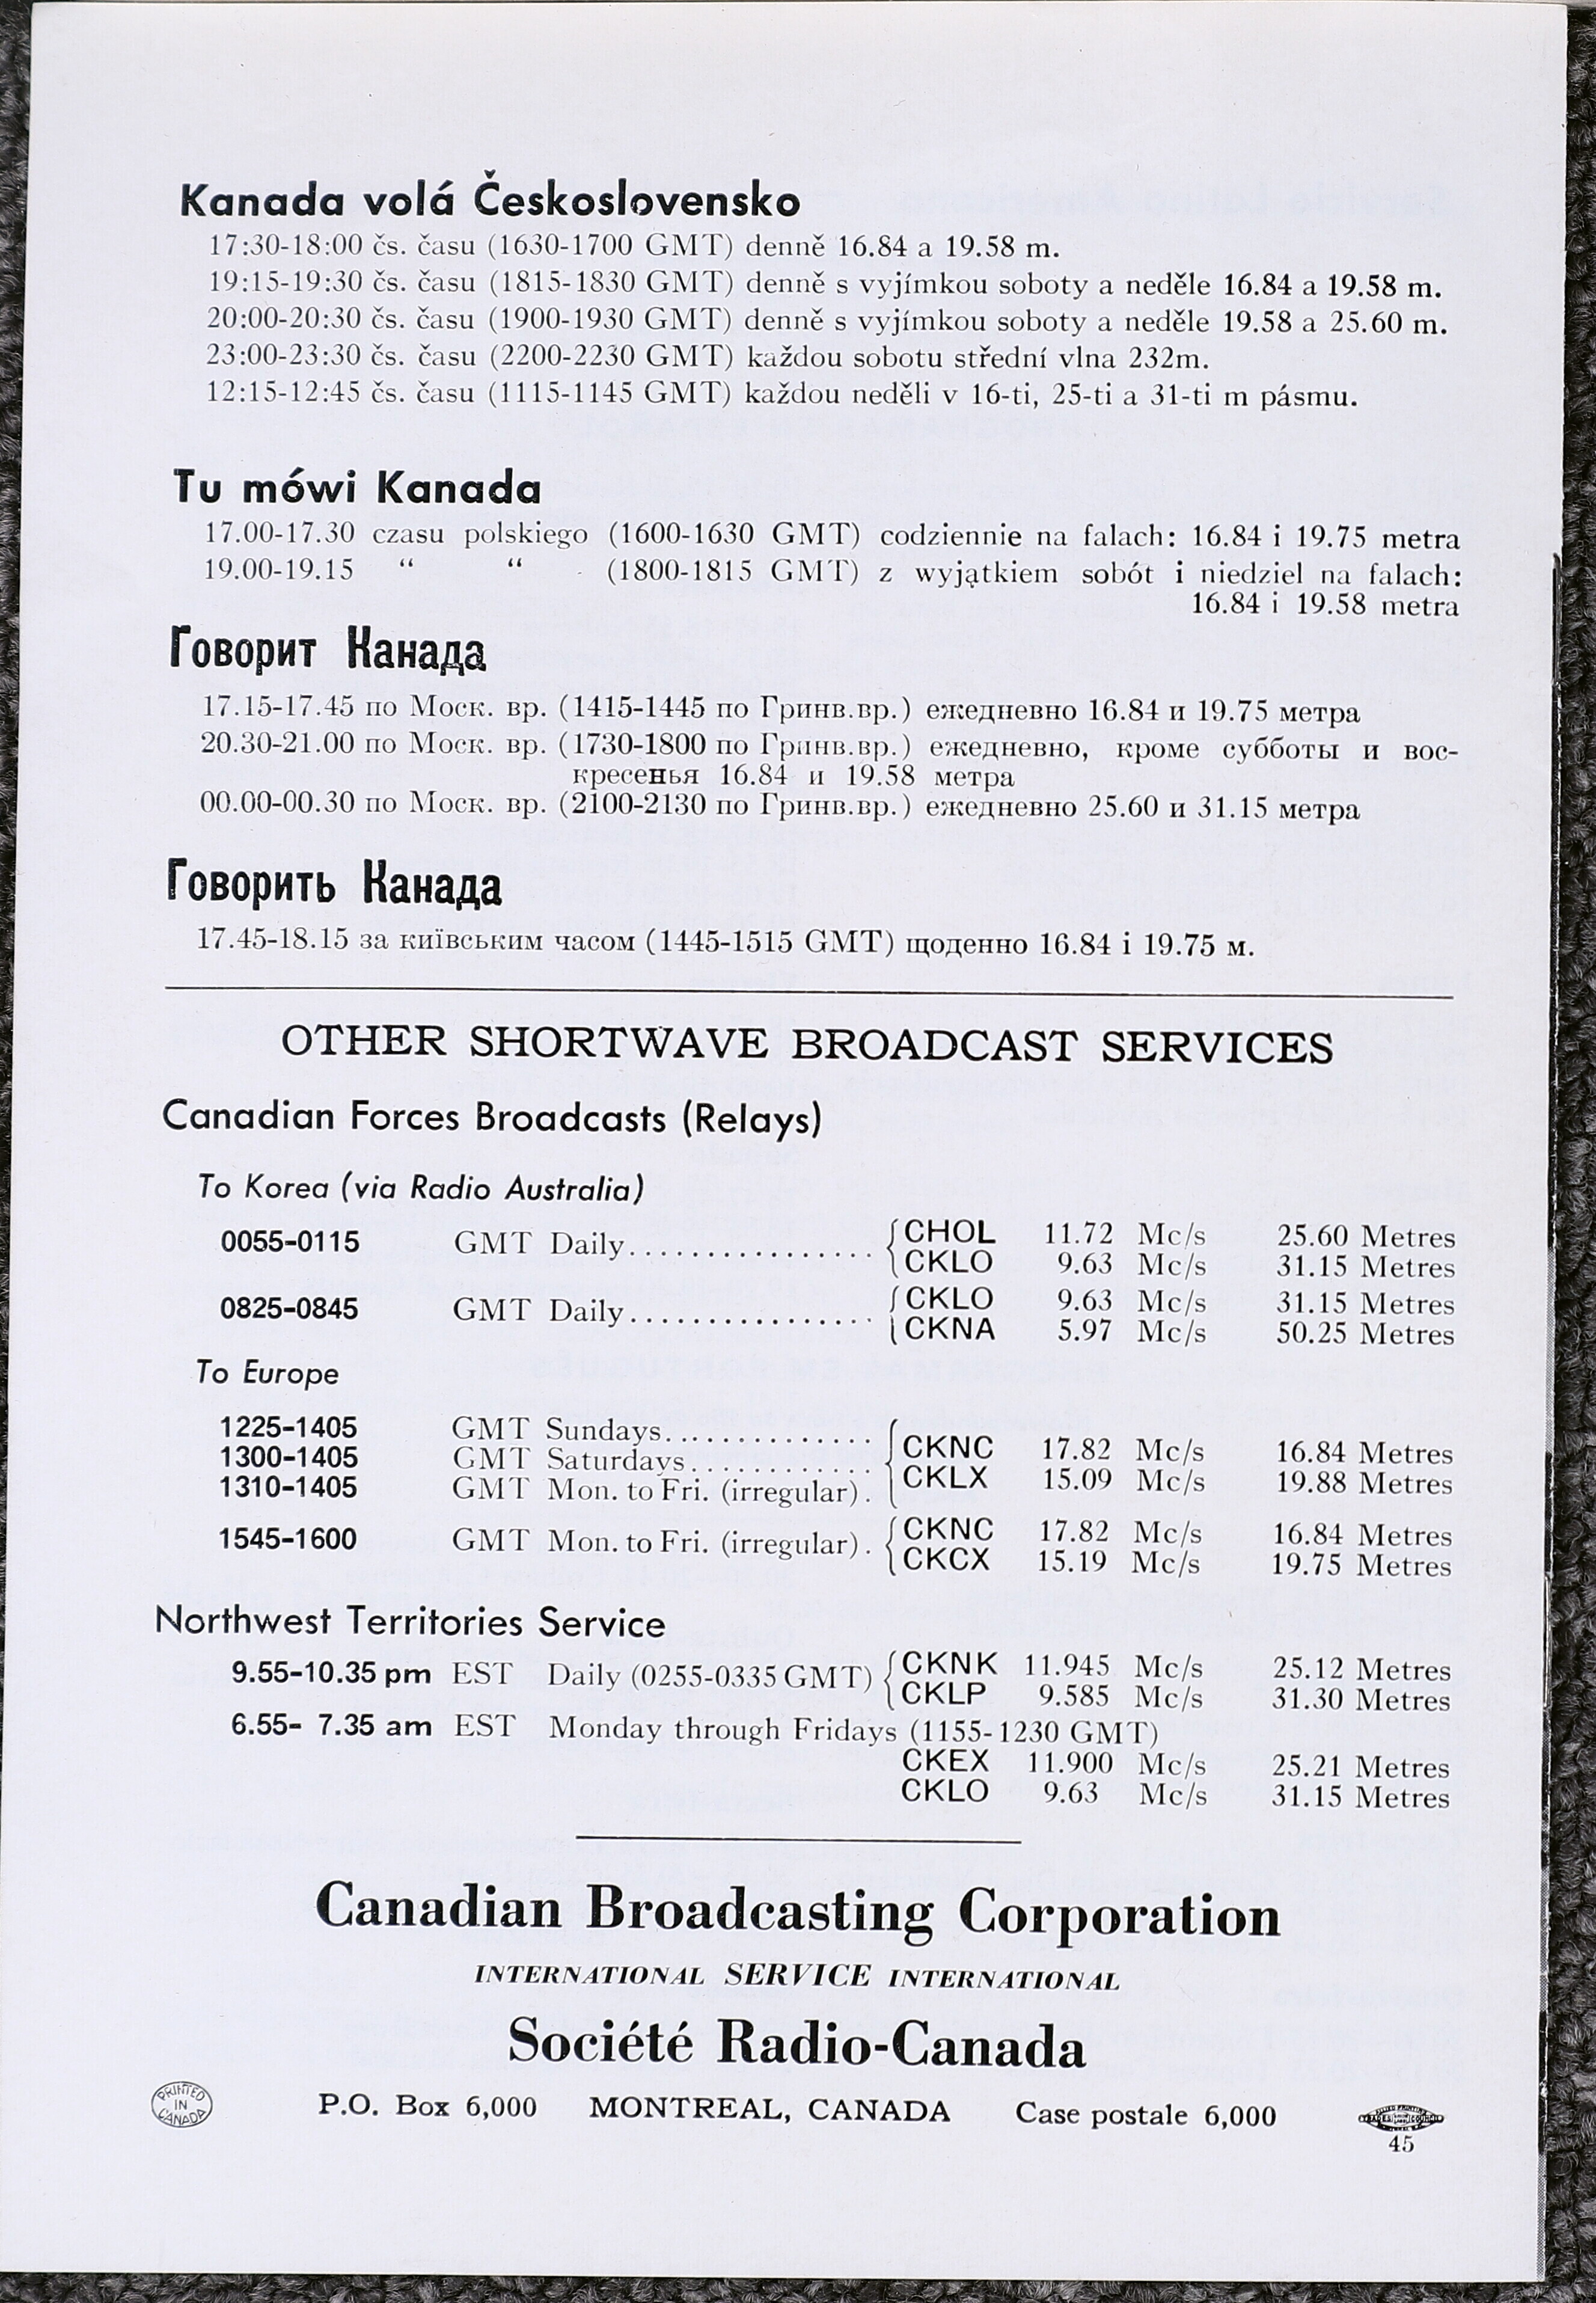 Kanada volá Československo
17:30-18:00 čs. času (1630-1700 GMT) denně 16.84 a 19.58 m.
19:15-19:30 čs. času (1815-1830 GMT) denně s vyjímkou soboty a neděle 16.84 a 19.58 m.
20:00-20:30 čs. času (1900-1930 GMT) denně s vyjímkou soboty a neděle 19.58 a 25.60 m.
23:00-23:30 čs. času (2200-2230 GMT) každou sobotu střední vlna 232m.
12:15-12:45 čs. času (1115-1145 GMT) každou neděli v 16-ti, 25-ti a 31-ti m pásmu.
Tu mówi Kanada
17.00-17.30 czasu polskiego (1600-1630 GMT) codziennie na falach: 16.84 i 19.75 metra
19.00-19.15 “ “ (1800-1815 GMT) z wyjątkiem sobót i niedziel na falach:
16.84 i 19.58 metra
Говорит Канада
17.15-17.45 по Моск. вр. (1415-1445 по Гринв.вр.) ежедневно 16.84 и 19.75 метра
20.30-21.00 по Моск. вр. (1730-1800 по Гринв.вр.) ежедневно, кроме субботы и вос-
кресенья 16.84 и 19.58 метра
00.00-00.30 по Моск. вр. (2100-2130 по Гринв.вр.) ежедневно 25.60 и 31.15 метра
Говорить Канада
17.45-18.15 за київським часом (1445-1515 GMT) щоденно 16.84 і 19.75 м.
OTHER SHORTWAVE BROADCAST SERVICES
Canadian Forces Broadcasts (Relays)
To Korea (via Radio Australia)
0055-0115 GMT Daily................ CHOL 11.72 Mc/s 25.60 Metres
CKLO 9.63 Mc/s 31.15 Metres
0825-0845 GMT Daily................ CKLO 9.63 Mc/s 31.15 Metres
CKNA 5.97 Mc/s 50.25 Metres
To Europe
1225-1405 GMT Sundays..............
1300-1405 GMT Saturdays............ CKNC 17.82 Mc/s 16.84 Metres
1310-1405 GMT Mon. to Fri. (irregular). CKLX 15.09 Mc/s 19.88 Metres
1545-1600 GMT Mon. to Fri. (irregular). CKNC 17.82 Mc/s 16.84 Metres
CKCX 15.19 Mc/s 19.75 Metres
Northwest Territories Service
9.55-10.35 pm EST Daily (0255-0335 GMT) CKNK 11.945 Mc/s 25.12 Metres
CKLP 9.585 Mc/s 31.30 Metres
6.55- 7.35 am EST Monday through Fridays (1155-1230 GMT)
CKEX 11.900 Mc/s 25.21 Metres
CKLO 9.63 Mc/s 31.15 Metres
Canadian Broadcasting Corporation
INTERNATIONAL SERVICE INTERNATIONAL
Société Radio-Canada
PRINTED
IN
CANADA
P.O. Box 6,000 MONTREAL, CANADA Case postale 6,000
45